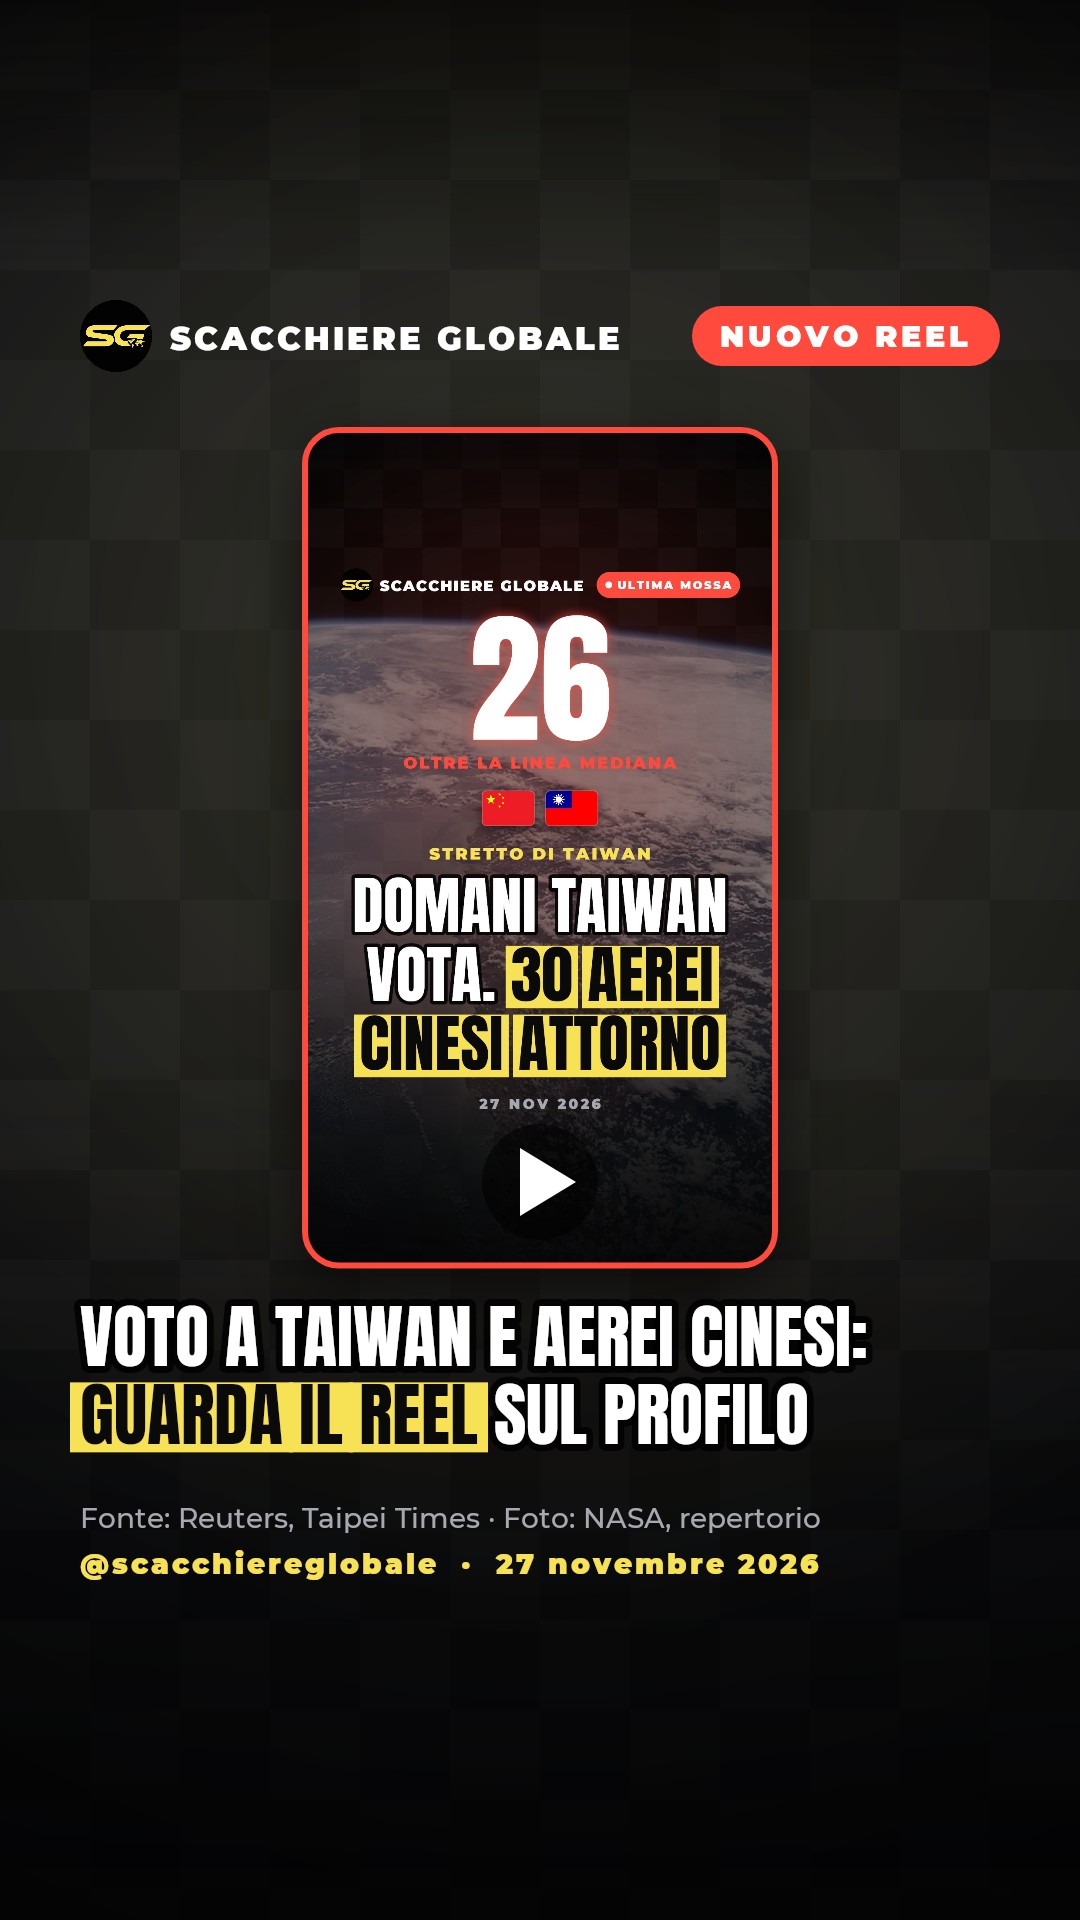 SG SCACCHIERE GLOBALE NUOVO REEL
SG SCACCHIERE GLOBALE ULTIMA MOSSA
26
OLTRE LA LINEA MEDIANA
STRETTO DI TAIWAN
DOMANI TAIWAN
VOTA. 30 AEREI
CINESI ATTORNO
27 NOV 2026
VOTO A TAIWAN E AEREI CINESI:
GUARDA IL REEL SUL PROFILO
Fonte: Reuters, Taipei Times · Foto: NASA, repertorio
@scacchiereglobale · 27 novembre 2026